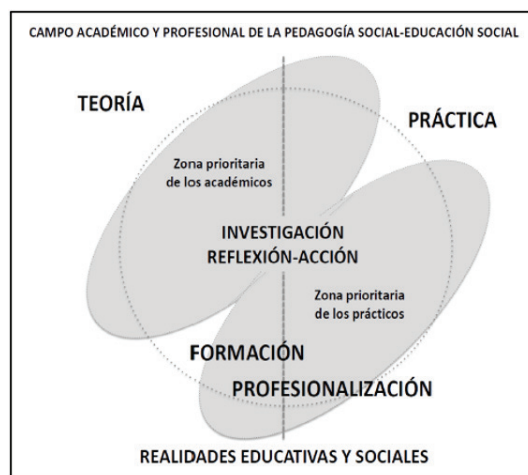 CAMPO ACADÉMICO Y PROFESIONAL DE LA PEDAGOGÍA SOCIAL-EDUCACIÓN SOCIAL
TEORÍA
PRÁCTICA
Zona prioritaria
de los académicos
INVESTIGACIÓN
REFLEXIÓN-ACCIÓN
Zona prioritaria
de los prácticos
FORMACIÓN
PROFESIONALIZACIÓN
REALIDADES EDUCATIVAS Y SOCIALES